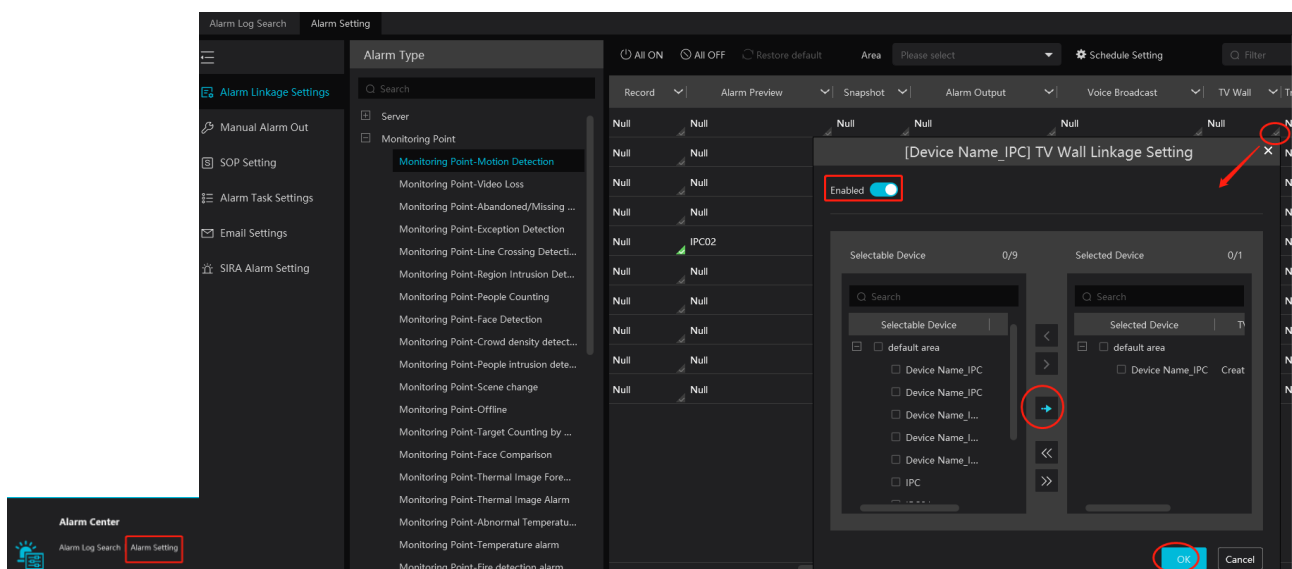 Alarm Log Search Alarm Setting
Alarm Linkage Settings
Manual Alarm Out
SOP Setting
Alarm Task Settings
Email Settings
SIRA Alarm Setting
Alarm Type
Search
Server
Monitoring Point
Monitoring Point-Motion Detection
Monitoring Point-Video Loss
Monitoring Point-Abandoned/Missing ...
Monitoring Point-Exception Detection
Monitoring Point-Line Crossing Detecti...
Monitoring Point-Region Intrusion Det...
Monitoring Point-People Counting
Monitoring Point-Face Detection
Monitoring Point-Crowd density detect...
Monitoring Point-People intrusion dete...
Monitoring Point-Scene change
Monitoring Point-Offline
Monitoring Point-Target Counting by ...
Monitoring Point-Face Comparison
Monitoring Point-Thermal Image Fore...
Monitoring Point-Thermal Image Alarm
Monitoring Point-Abnormal Temperatu...
Monitoring Point-Temperature alarm
Monitoring Point-Fire detection alarm
All ON All OFF Restore default Area Please select Schedule Setting Filter
Record Alarm Preview Snapshot Alarm Output Voice Broadcast TV Wall
Null Null Null Null Null Null
Null Null
Null Null
Null Null
Null IPC02
Null Null
Null Null
Null Null
Null Null
Null Null
[Device Name_IPC] TV Wall Linkage Setting
Enabled
Selectable Device 0/9
Search
Selectable Device
default area
Device Name_IPC
Device Name_IPC
Device Name_I...
Device Name_I...
Device Name_I...
IPC
Selected Device 0/1
Search
Selected Device
default area
Device Name_IPC Creat
OK Cancel
Alarm Center
Alarm Log Search Alarm Setting